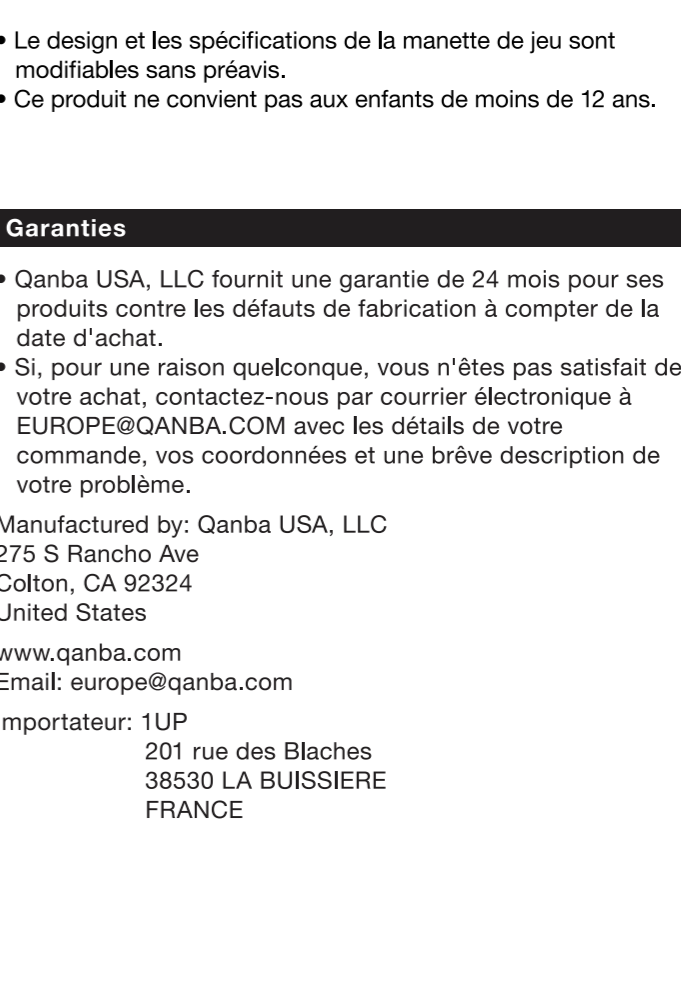 • Le design et les spécifications de la manette de jeu sont
modifiables sans préavis.
• Ce produit ne convient pas aux enfants de moins de 12 ans.
Garanties
• Qanba USA, LLC fournit une garantie de 24 mois pour ses
produits contre les défauts de fabrication à compter de la
date d'achat.
• Si, pour une raison quelconque, vous n'êtes pas satisfait de
votre achat, contactez-nous par courrier électronique à
EUROPE@QANBA.COM avec les détails de votre
commande, vos coordonnées et une brêve description de
votre problème.
Manufactured by: Qanba USA, LLC
275 S Rancho Ave
Colton, CA 92324
United States
www.qanba.com
Email: europe@qanba.com
Importateur: 1UP
201 rue des Blaches
38530 LA BUISSIERE
FRANCE